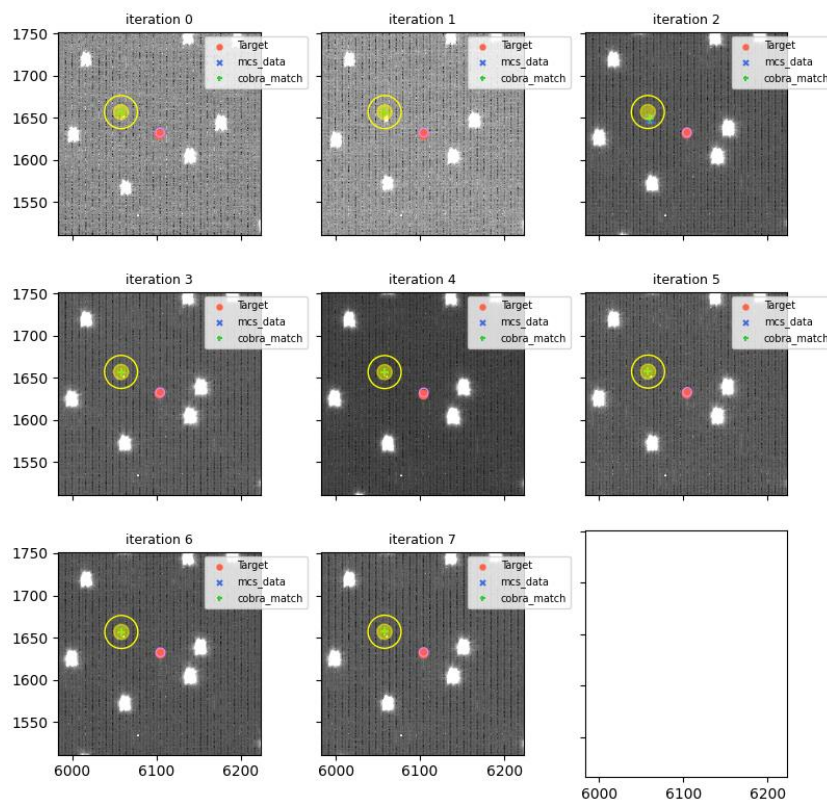 iteration 0
iteration 1
iteration 2
1750
1700
1650
1600
1550
Target
mcs_data
cobra_match
Target
mcs_data
cobra_match
Target
mcs_data
cobra_match
iteration 3
iteration 4
iteration 5
1750
1700
1650
1600
1550
Target
mcs_data
cobra_match
Target
mcs_data
cobra_match
Target
mcs_data
cobra_match
iteration 6
iteration 7
1750
1700
1650
1600
1550
Target
mcs_data
cobra_match
Target
mcs_data
cobra_match
6000 6100 6200
6000 6100 6200
6000 6100 6200